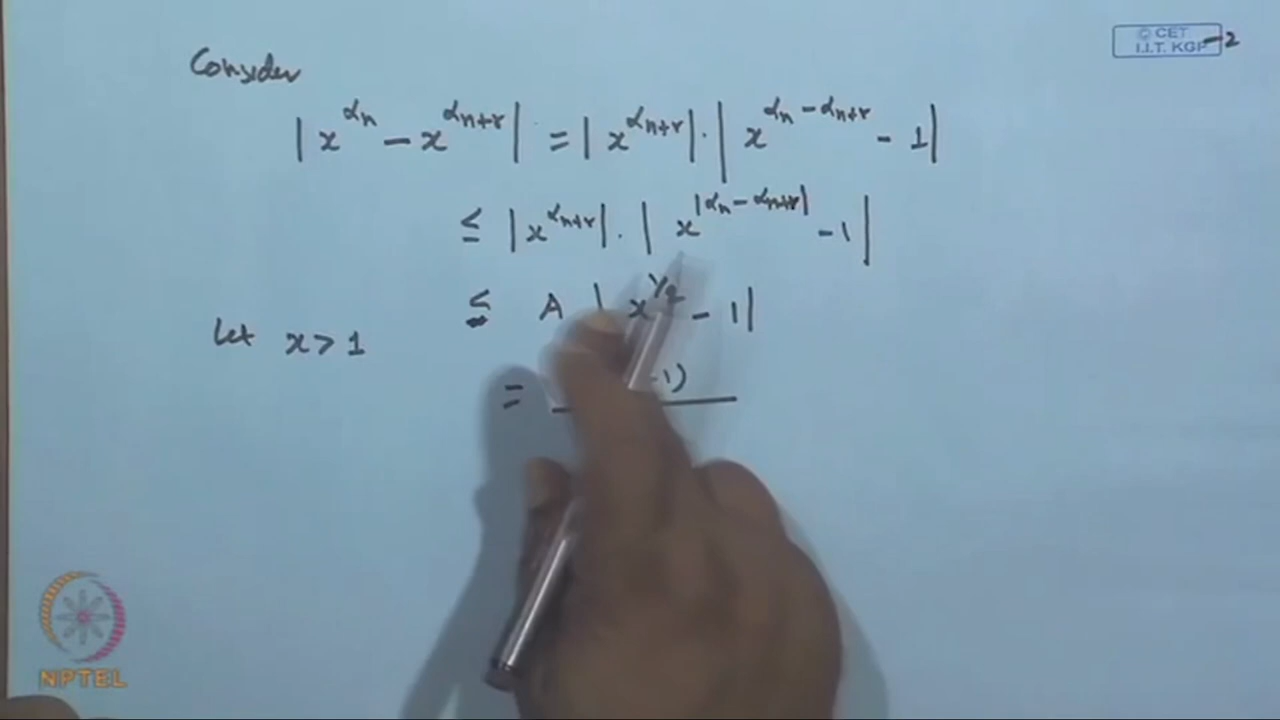 © CET
I.I.T. KGP
-2
Consider
|x^{α_n} - x^{α_{n+r}}| = |x^{α_{n+r}}| · |x^{α_n - α_{n+r}} - 1|
≤ |x^{α_{n+r}}| · |x^{|α_n - α_{n+r}|} - 1|
≤ A | x^{1/q} - 1|
Let x > 1
= -1)
NPTEL